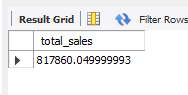 Result Grid Filter Rows
total_sales
817860.049999993